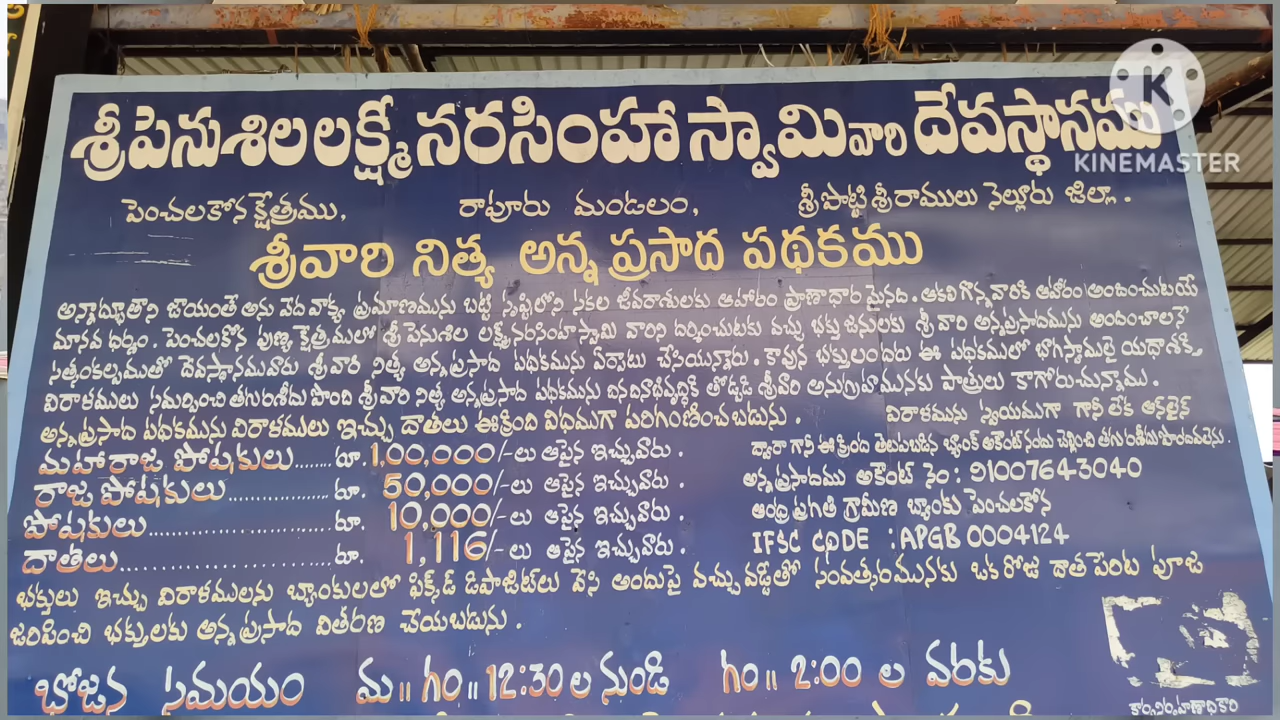 శ్రీ పెనుశిల లక్ష్మీ నరసింహా స్వామి వారి దేవస్థానము
KINEMASTER
పెంచలకోన క్షేత్రము, రాపూరు మండలం, శ్రీ పొట్టి శ్రీరాములు నెల్లూరు జిల్లా.
శ్రీవారి నిత్య అన్న ప్రసాద పథకము
అన్నాద్భూతాని జాయంతే అను వేద వాక్య ప్రమాణమును బట్టి సృష్టిలోని సకల జీవరాశులకు ఆహారం ప్రాణాధారమైనది. ఆకలి గొన్నవారికి ఆహారం అందించుటయే
మానవ ధర్మం. పెంచలకోన పుణ్య క్షేత్రములో శ్రీ పెనుశిల లక్ష్మీనరసింహస్వామి వారిని దర్శించుటకు వచ్చు భక్తజనులకు శ్రీ వారి అన్నప్రసాదమును అందించాలనే
సత్సంకల్పముతో దేవస్థానమువారు శ్రీవారి నిత్య అన్నప్రసాద పథకమును ఏర్పాటు చేసియున్నారు. కావున భక్తులందరు ఈ పథకములో భాగస్వాములై యథాశక్తి
విరాళములు సమర్పించి తగురశీదు పొంది శ్రీవారి నిత్య అన్నప్రసాద పథకమును దినదినాభివృద్ధికి తోడ్పడి శ్రీవారి అనుగ్రహమునకు పాత్రులు కాగోరుచున్నాము.
అన్నప్రసాద పథకమును విరాళములు ఇచ్చు దాతలు ఈక్రింది విధముగా పరిగణించబడును.
మహారాజ పోషకులు....... రూ. 1,00,000/-లు ఆపైన ఇచ్చువారు.
రాజ పోషకులు................ రూ. 50,000/-లు ఆపైన ఇచ్చువారు.
పోషకులు............................ రూ. 10,000/-లు ఆపైన ఇచ్చువారు.
దాతలు............................... రూ. 1,116/-లు ఆపైన ఇచ్చువారు.
విరాళమును స్వయముగా గానీ లేక ఆన్‌లైన్
ద్వారా గానీ ఈ క్రింద తెలుపబడిన బ్యాంక్ అకౌంట్ నందు చెల్లించి తగు రశీదు పొందవలెను.
అన్నప్రసాదము అకౌంట్ నెం : 91007643040
ఆంధ్ర ప్రగతి గ్రామీణ బ్యాంకు పెంచలకోన
IFSC CODE : APGB 0004124
భక్తులు ఇచ్చు విరాళములను బ్యాంకులలో ఫిక్స్‌డ్ డిపాజిట్‌లు వేసి అందుపై వచ్చు వడ్డీతో సంవత్సరమునకు ఒక రోజు దాత పేరిట పూజ
జరిపించి భక్తులకు అన్నప్రసాద వితరణ చేయబడును.
భోజన సమయం మ॥ గం॥ 12:30 ల నుండి గం॥ 2:00 ల వరకు
కార్యనిర్వహణాధికారి